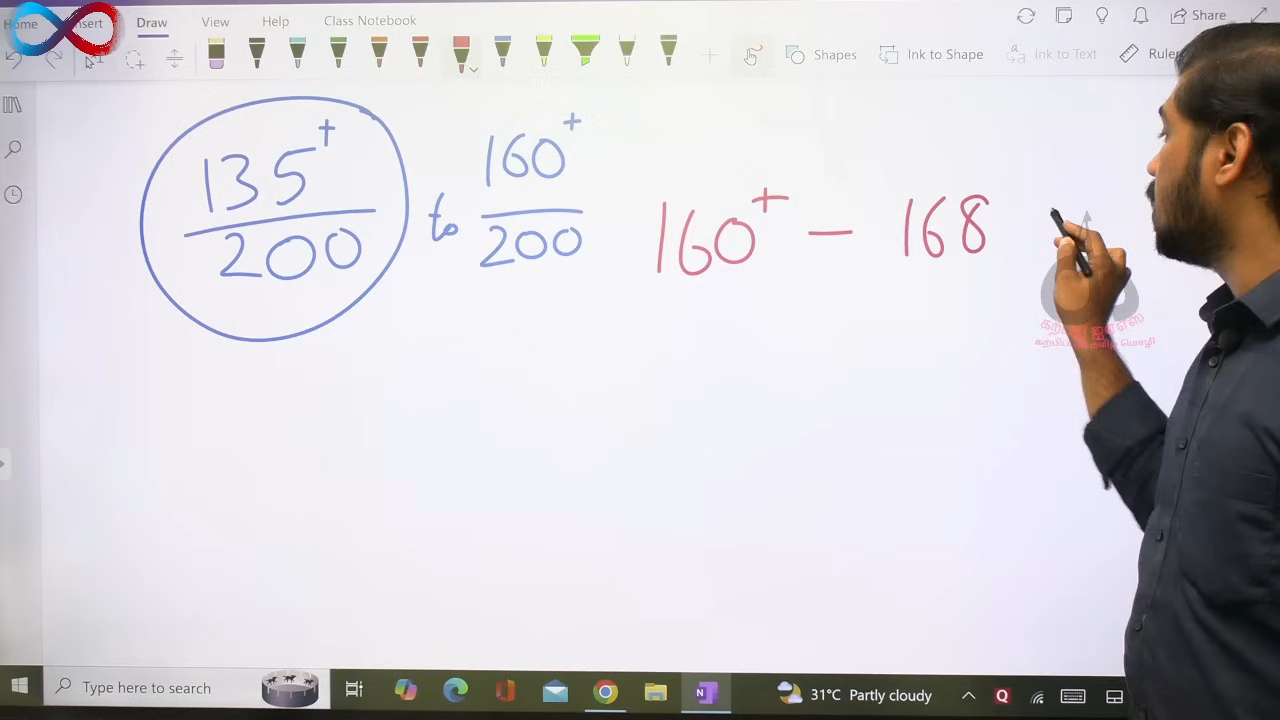 Home Insert Draw View Help Class Notebook Share
Shapes Ink to Shape Ink to Text Ruler
135+
200
to
160+
200
160+ – 168
Type here to search
31°C Partly cloudy